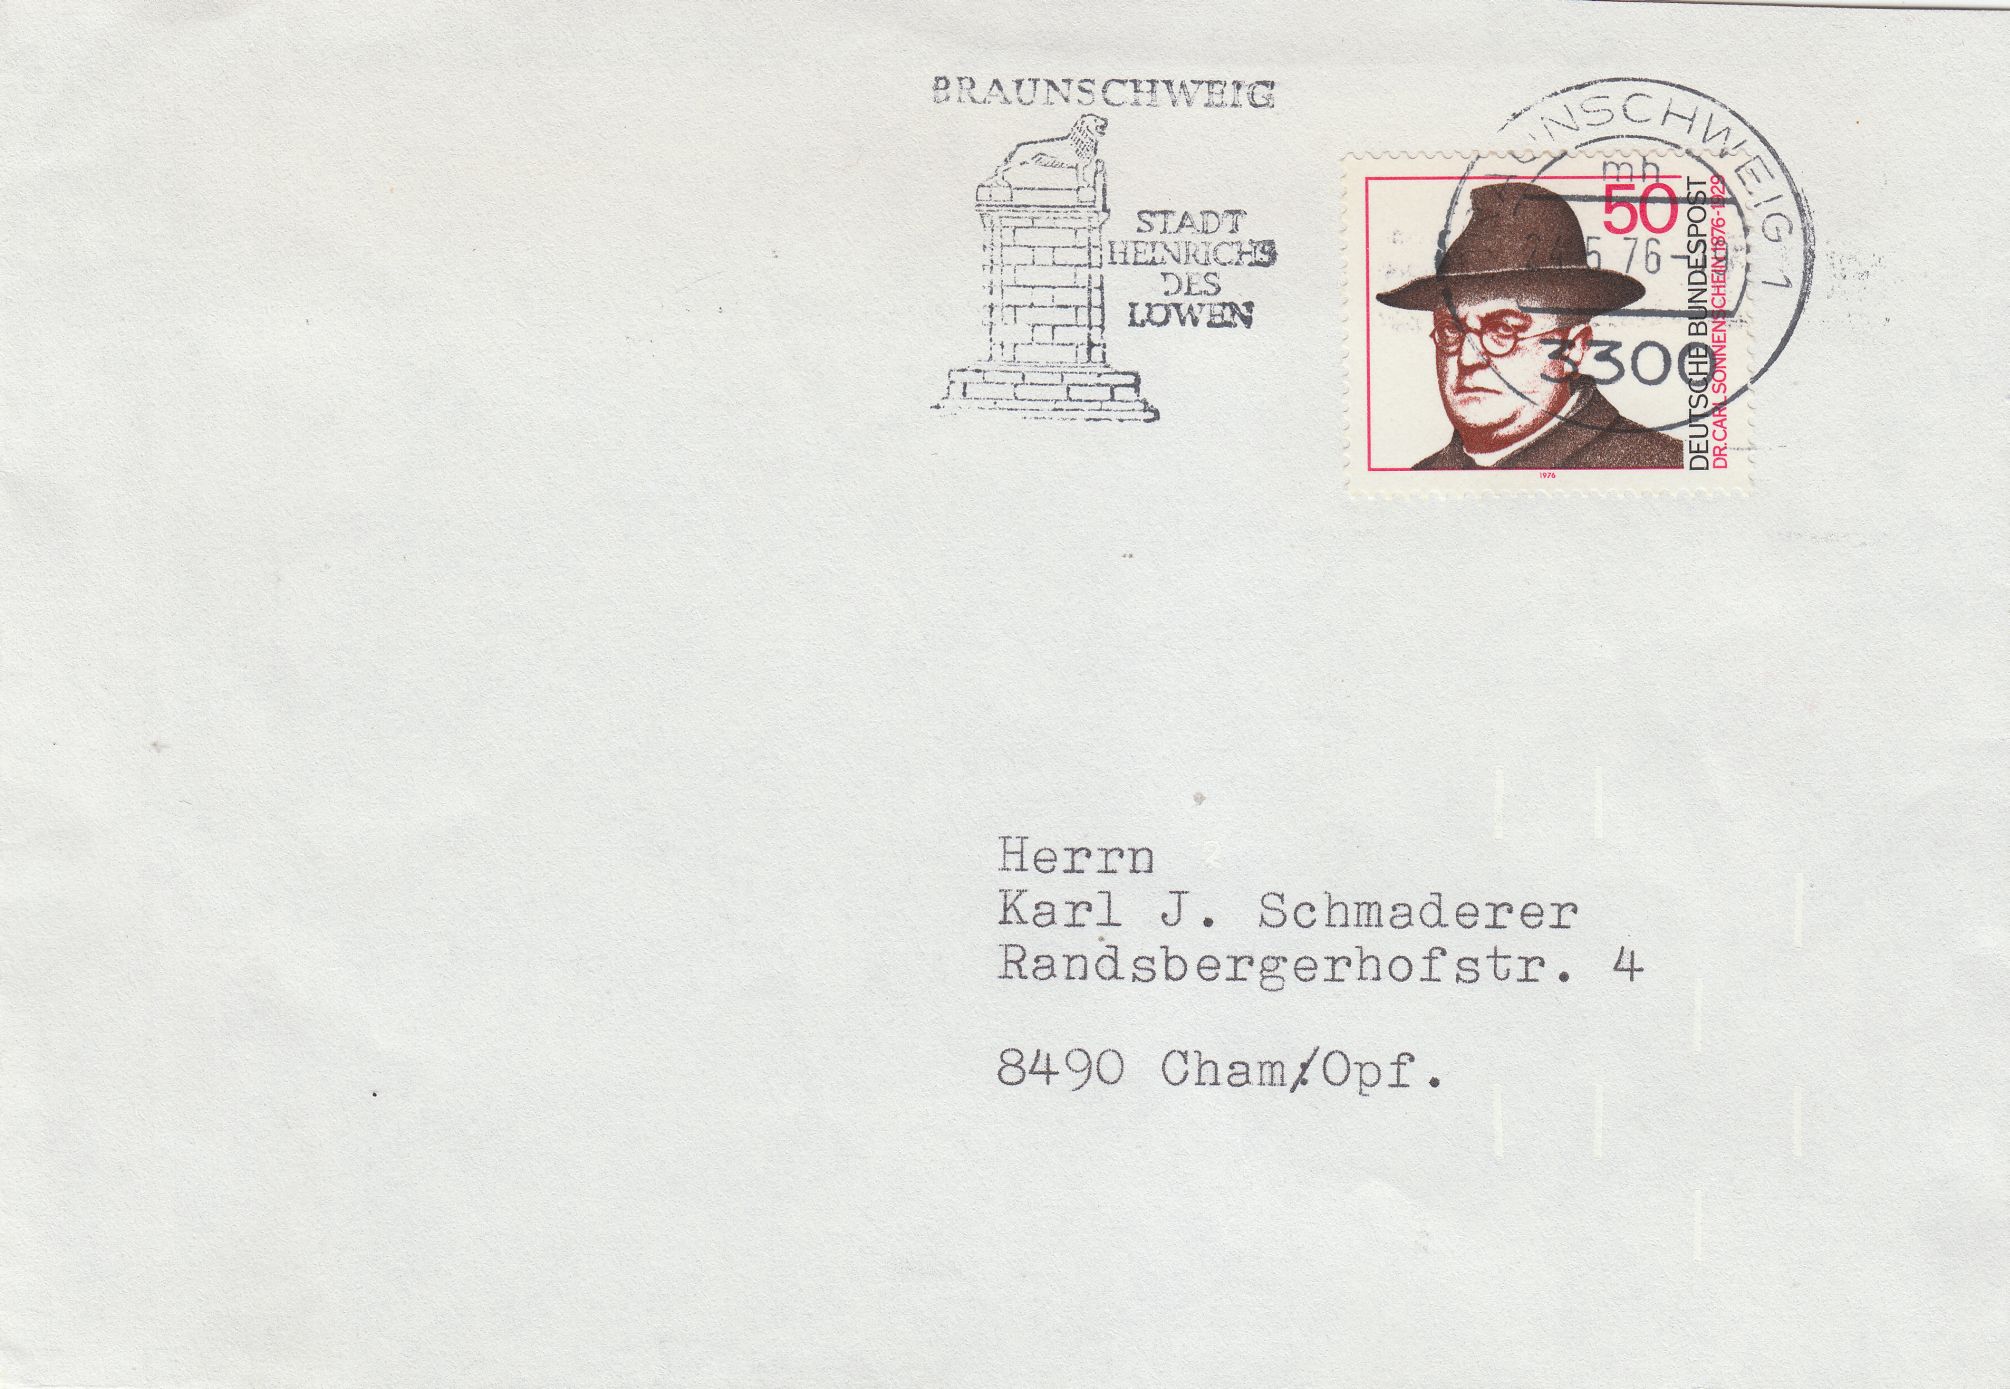 BRAUNSCHWEIG
STADT
HEINRICHS
DES
LÖWEN
BRAUNSCHWEIG 1
mh
24.5.76
3300
50
DEUTSCHE BUNDESPOST
DR. CARL SONNENSCHEIN 1876-1929
1976
Herrn
Karl J. Schmaderer
Randsbergerhofstr. 4
8490 Cham/Opf.